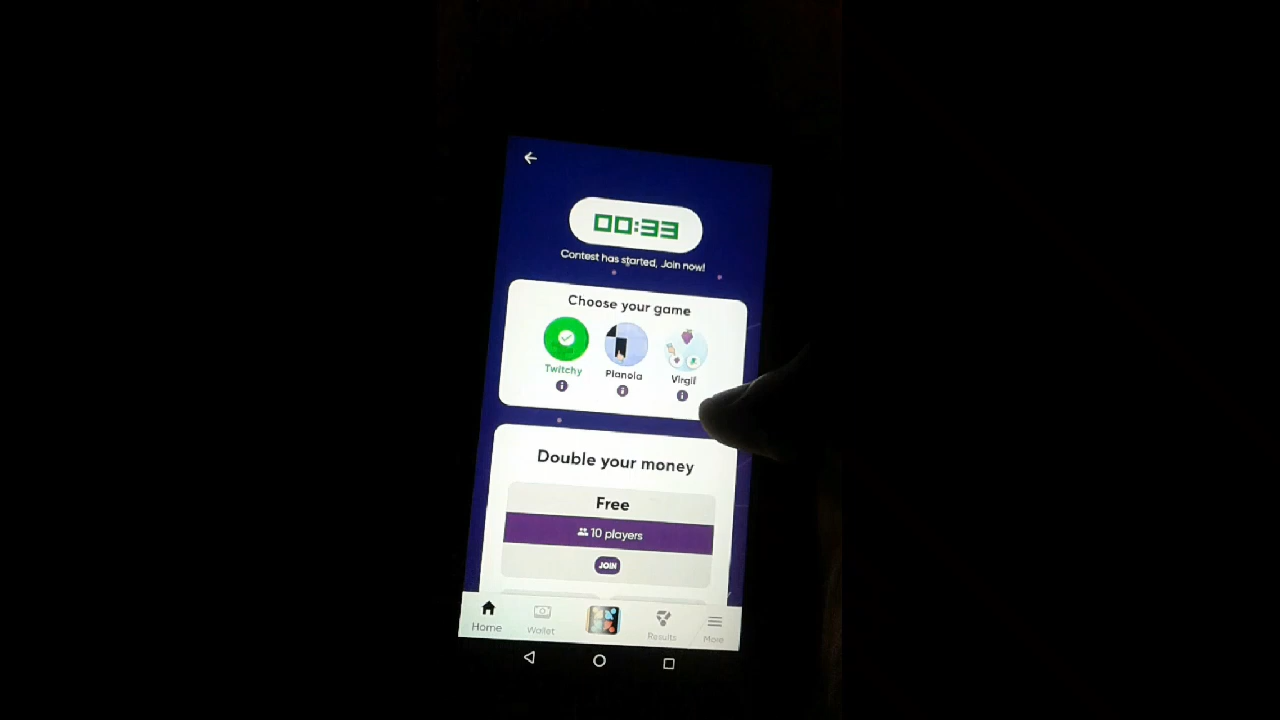 00:33
Contest has started, Join now!
Choose your game
Twitchy
Pianola
Virgil
Double your money
Free
10 players
JOIN
Home
Wallet
Results
More